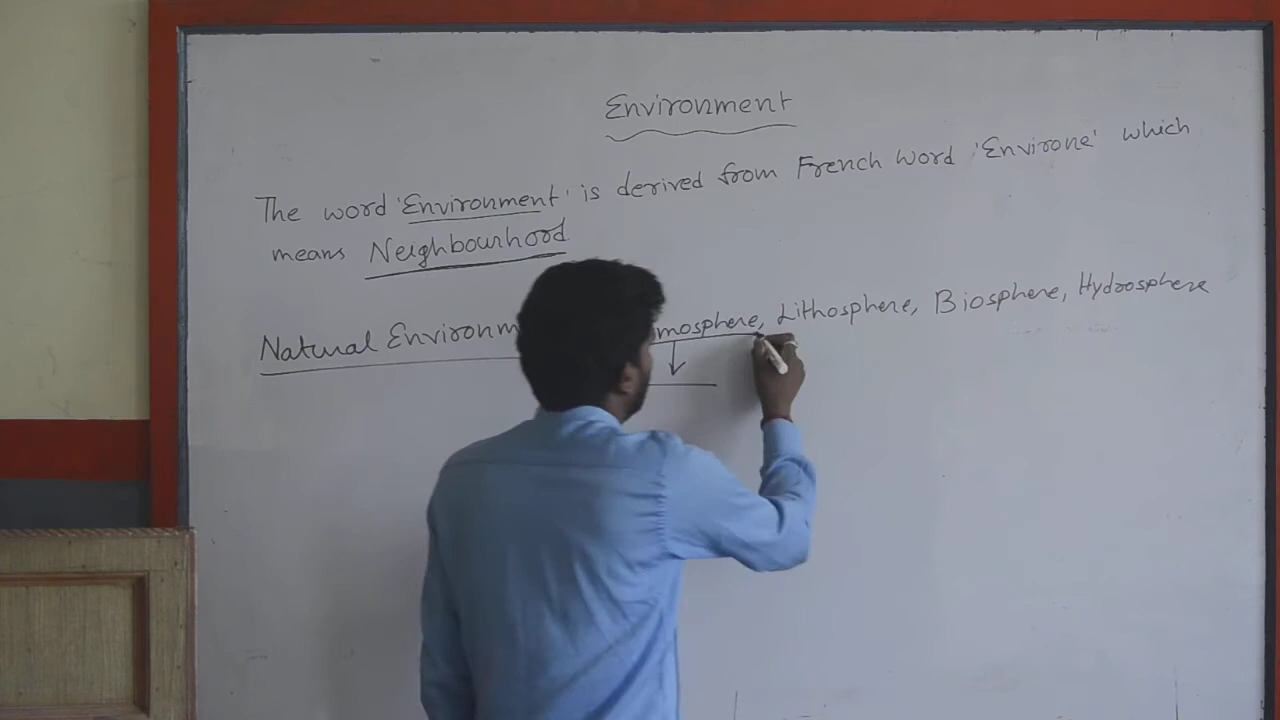 Environment
The word 'Environment' is derived from French word 'Environe' which
means Neighbourhood
Natural Environm mosphere, Lithosphere, Biosphere, Hydrosphere